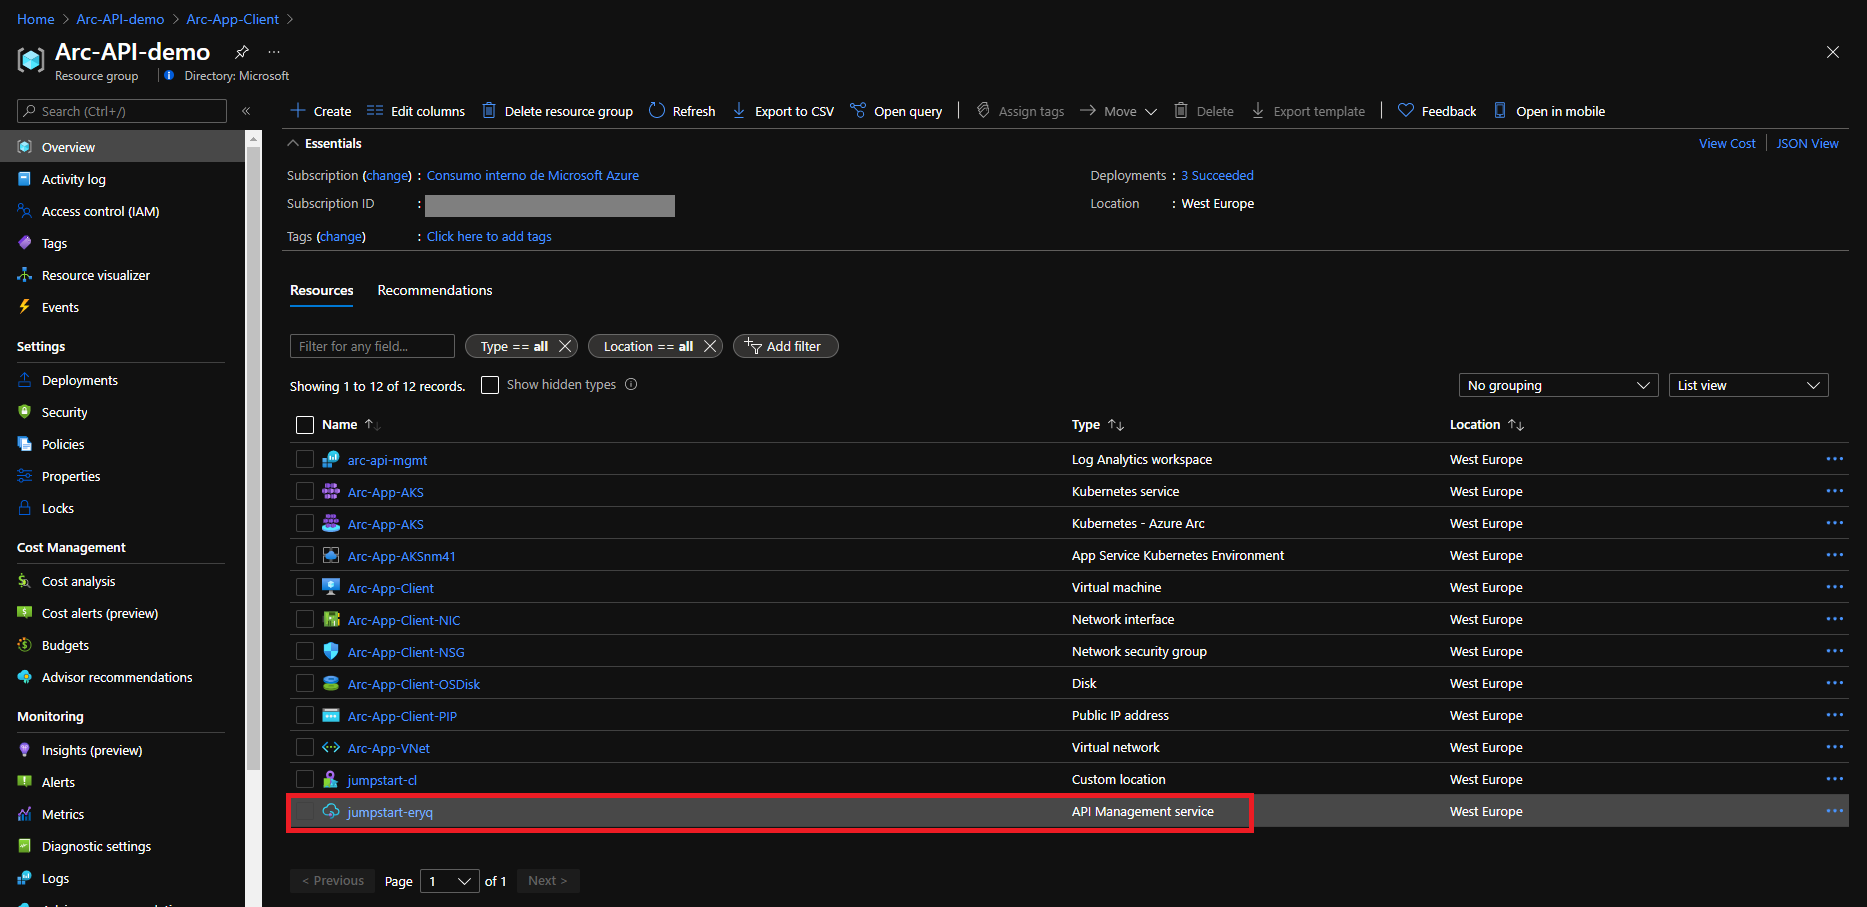 Home > Arc-API-demo > Arc-App-Client >
Arc-API-demo ...
Resource group | Directory: Microsoft
Search (Ctrl+/) «
Overview
Activity log
Access control (IAM)
Tags
Resource visualizer
Events
Settings
Deployments
Security
Policies
Properties
Locks
Cost Management
Cost analysis
Cost alerts (preview)
Budgets
Advisor recommendations
Monitoring
Insights (preview)
Alerts
Metrics
Diagnostic settings
Logs
Create Edit columns Delete resource group Refresh Export to CSV Open query | Assign tags Move Delete Export template | Feedback Open in mobile
Essentials View Cost | JSON View
Subscription (change) : Consumo interno de Microsoft Azure Deployments : 3 Succeeded
Subscription ID : Location : West Europe
Tags (change) : Click here to add tags
Resources Recommendations
Filter for any field... Type == all Location == all Add filter
Showing 1 to 12 of 12 records. Show hidden types No grouping List view
Name Type Location
arc-api-mgmt Log Analytics workspace West Europe ...
Arc-App-AKS Kubernetes service West Europe ...
Arc-App-AKS Kubernetes - Azure Arc West Europe ...
Arc-App-AKSnm41 App Service Kubernetes Environment West Europe ...
Arc-App-Client Virtual machine West Europe ...
Arc-App-Client-NIC Network interface West Europe ...
Arc-App-Client-NSG Network security group West Europe ...
Arc-App-Client-OSDisk Disk West Europe ...
Arc-App-Client-PIP Public IP address West Europe ...
Arc-App-VNet Virtual network West Europe ...
jumpstart-cl Custom location West Europe ...
jumpstart-eryq API Management service West Europe ...
< Previous Page 1 of 1 Next >